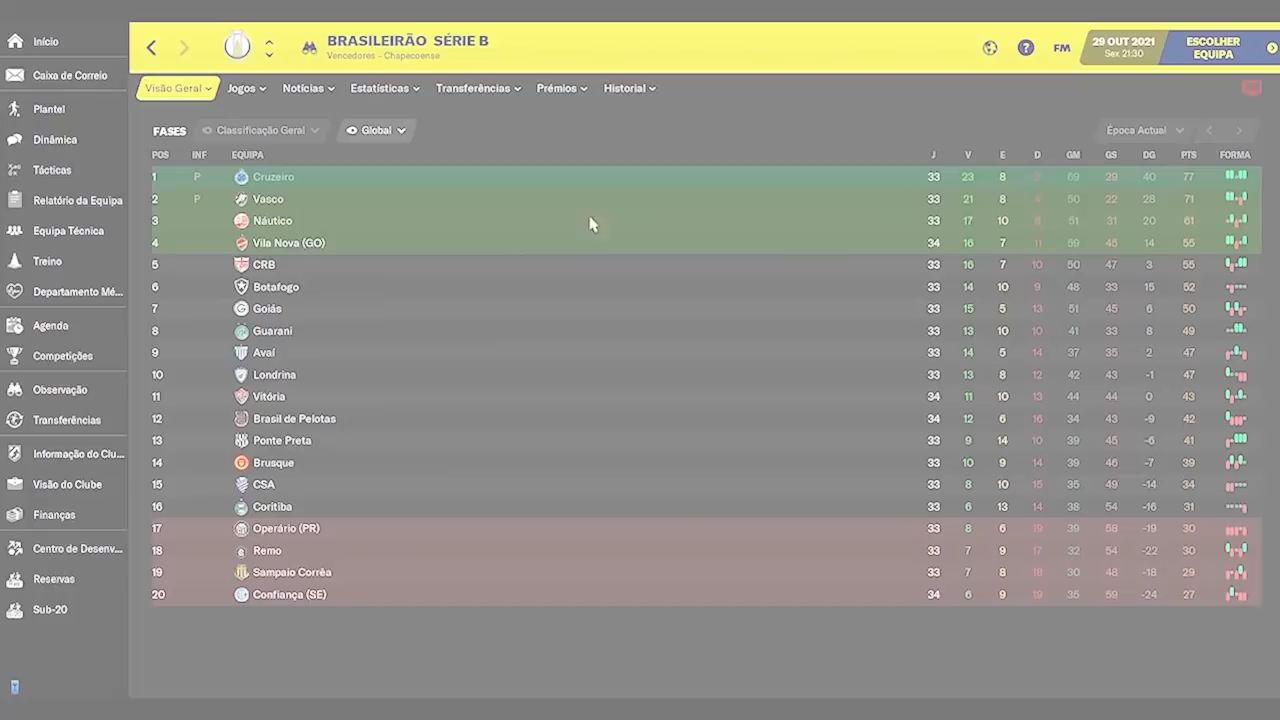 Início
Caixa de Correio
Plantel
Dinâmica
Tácticas
Relatório da Equipa
Equipa Técnica
Treino
Departamento Mé...
Agenda
Competições
Observação
Transferências
Informação do Clu...
Visão do Clube
Finanças
Centro de Desenv...
Reservas
Sub-20
BRASILEIRÃO SÉRIE B
Vencedores - Chapecoense
? FM 29 OUT 2021 Sex 21:30 ESCOLHER EQUIPA
Visão Geral Jogos Notícias Estatísticas Transferências Prémios Historial
FASES Classificação Geral Global Época Actual
POS INF EQUIPA J V E D GM GS DG PTS FORMA
1 P Cruzeiro 33 23 8 69 29 40 77
2 P Vasco 33 21 8 4 50 22 28 71
3 Náutico 33 17 10 51 31 20 61
4 Vila Nova (GO) 34 16 7 11 59 45 14 55
5 CRB 33 16 7 10 50 47 3 55
6 Botafogo 33 14 10 9 48 33 15 52
7 Goiás 33 15 5 13 51 45 6 50
8 Guarani 33 13 10 10 41 33 8 49
9 Avaí 33 14 5 14 37 35 2 47
10 Londrina 33 13 8 12 42 43 -1 47
11 Vitória 34 11 10 13 44 44 0 43
12 Brasil de Pelotas 34 12 6 16 34 43 -9 42
13 Ponte Preta 33 9 14 10 39 45 -6 41
14 Brusque 33 10 9 14 39 46 -7 39
15 CSA 33 8 10 15 35 49 -14 34
16 Coritiba 33 6 13 14 38 54 -16 31
17 Operário (PR) 33 8 6 19 39 58 -19 30
18 Remo 33 7 9 17 32 54 -22 30
19 Sampaio Corrêa 33 7 8 18 30 48 -18 29
20 Confiança (SE) 34 6 9 19 35 59 -24 27